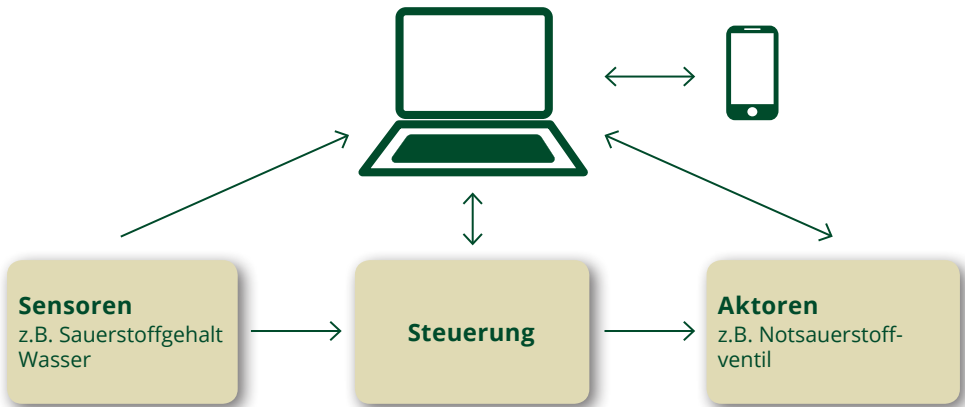 Sensoren
z.B. Sauerstoffgehalt
Wasser
Steuerung
Aktoren
z.B. Notsauerstoff-
ventil